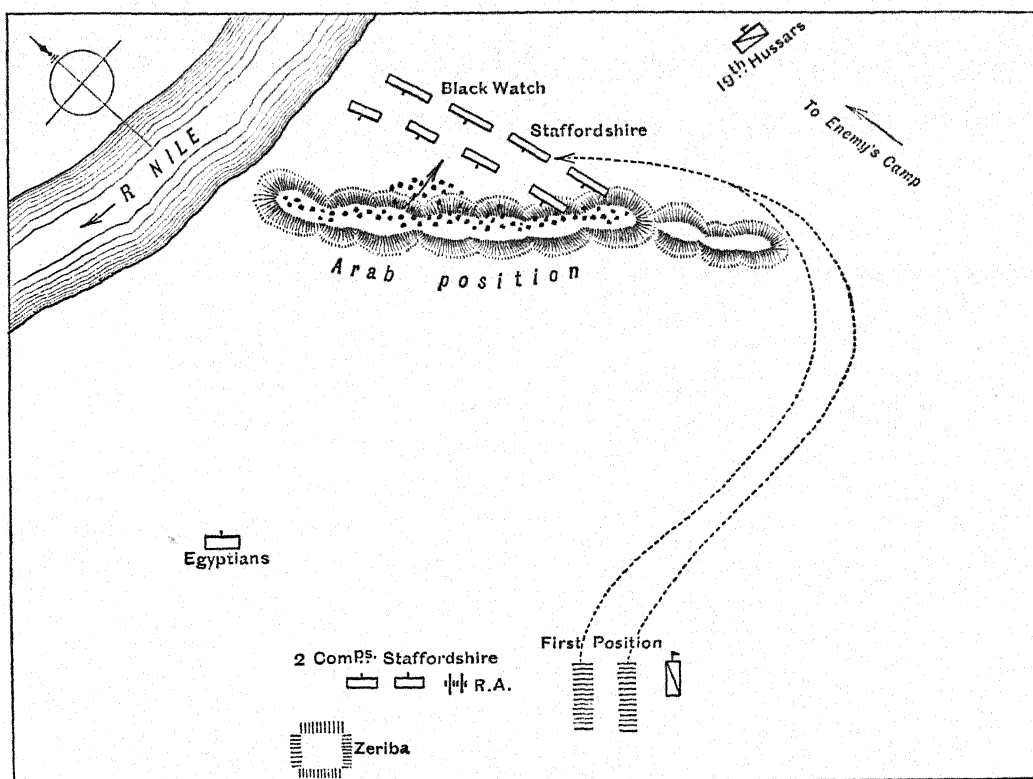 19th Hussars
Black Watch
To Enemy's Camp
Staffordshire
R NILE
Arab position
Egyptians
First Position
2 Comps. Staffordshire
R.A.
Zeriba